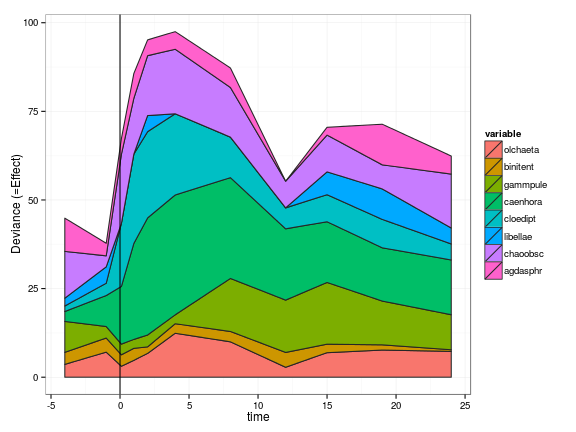 100
75
50
25
0
-5 0 5 10 15 20 25
time
Deviance (=Effect)
variable
olchaeta
binitent
gammpule
caenhora
cloedipt
libellae
chaoobsc
agdasphr